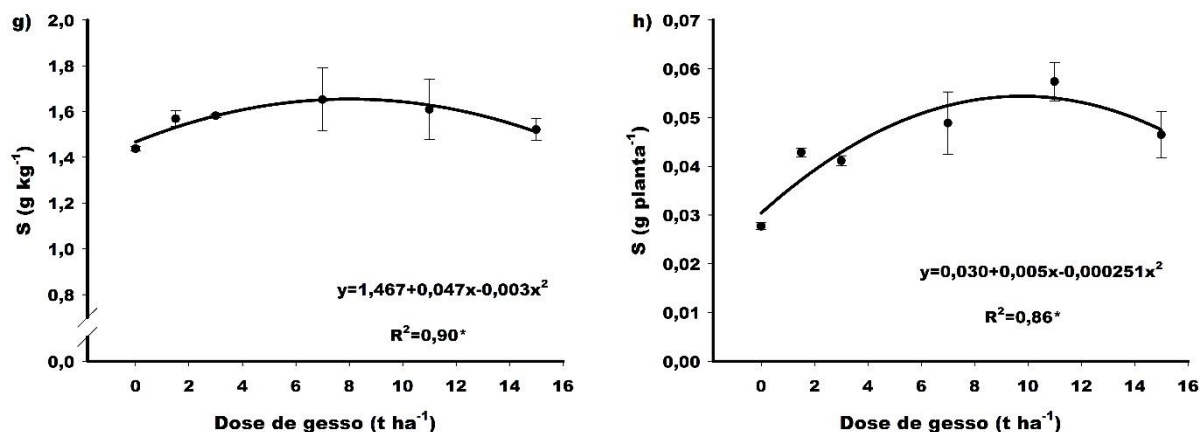 g)
2,0
1,8
1,6
1,4
1,2
1,0
0,8
0,0
S (g kg⁻¹)
y=1,467+0,047x-0,003x²
R²=0,90*
0 2 4 6 8 10 12 14 16
Dose de gesso (t ha⁻¹)
h)
0,07
0,06
0,05
0,04
0,03
0,02
0,01
0,00
S (g planta⁻¹)
y=0,030+0,005x-0,000251x²
R²=0,86*
0 2 4 6 8 10 12 14 16
Dose de gesso (t ha⁻¹)